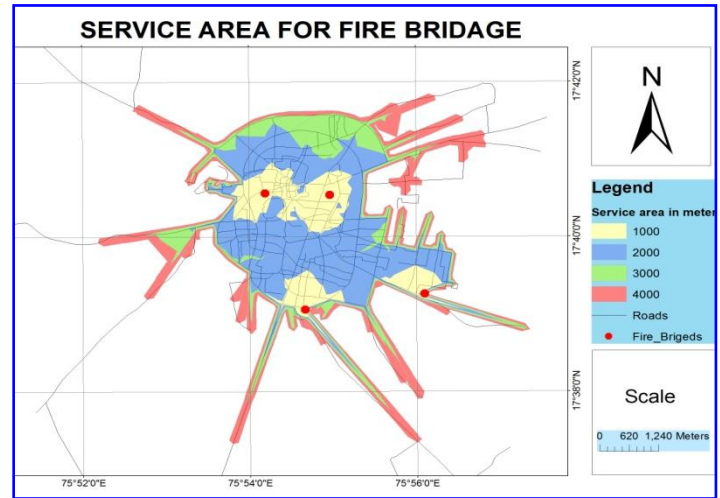 SERVICE AREA FOR FIRE BRIDAGE
N
17°42'0"N
17°40'0"N
17°38'0"N
75°52'0"E
75°54'0"E
75°56'0"E
Legend
Service area in meter
1000
2000
3000
4000
Roads
Fire_Brigeds
Scale
0 620 1,240 Meters